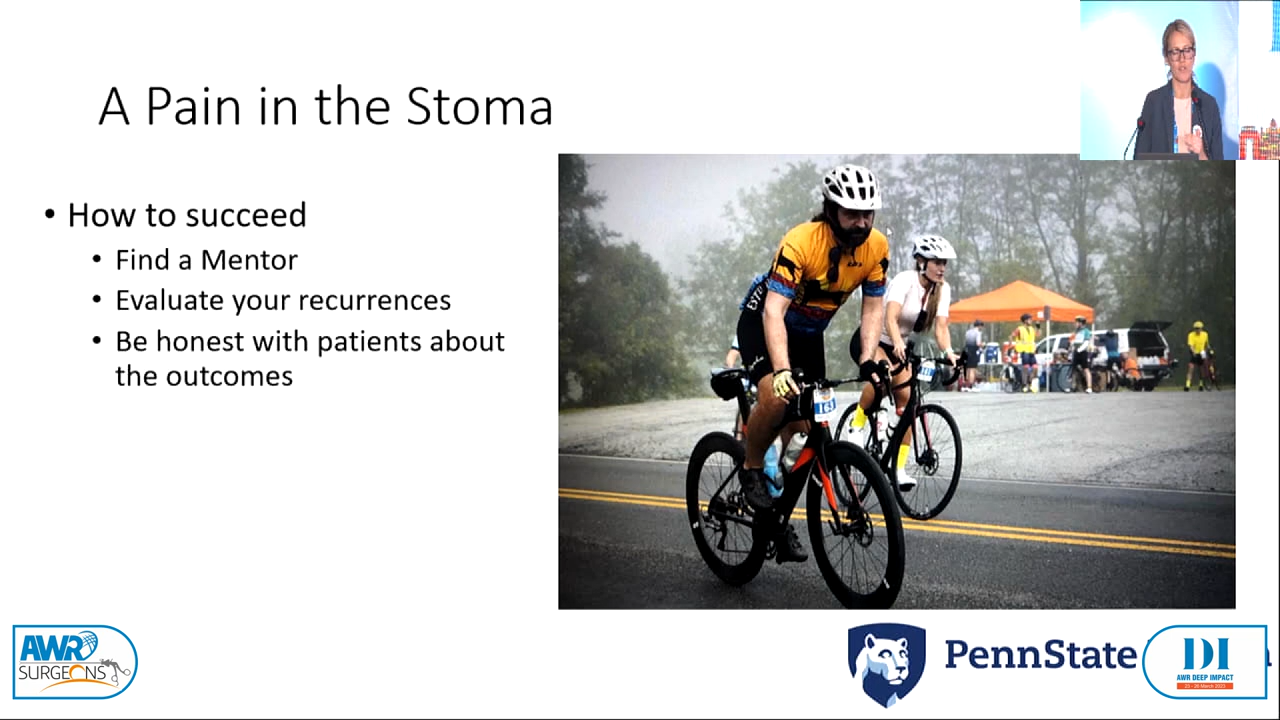 A Pain in the Stoma
• How to succeed
• Find a Mentor
• Evaluate your recurrences
• Be honest with patients about
the outcomes
161
AWR
SURGEONS
PennState
DI
AWR DEEP IMPACT